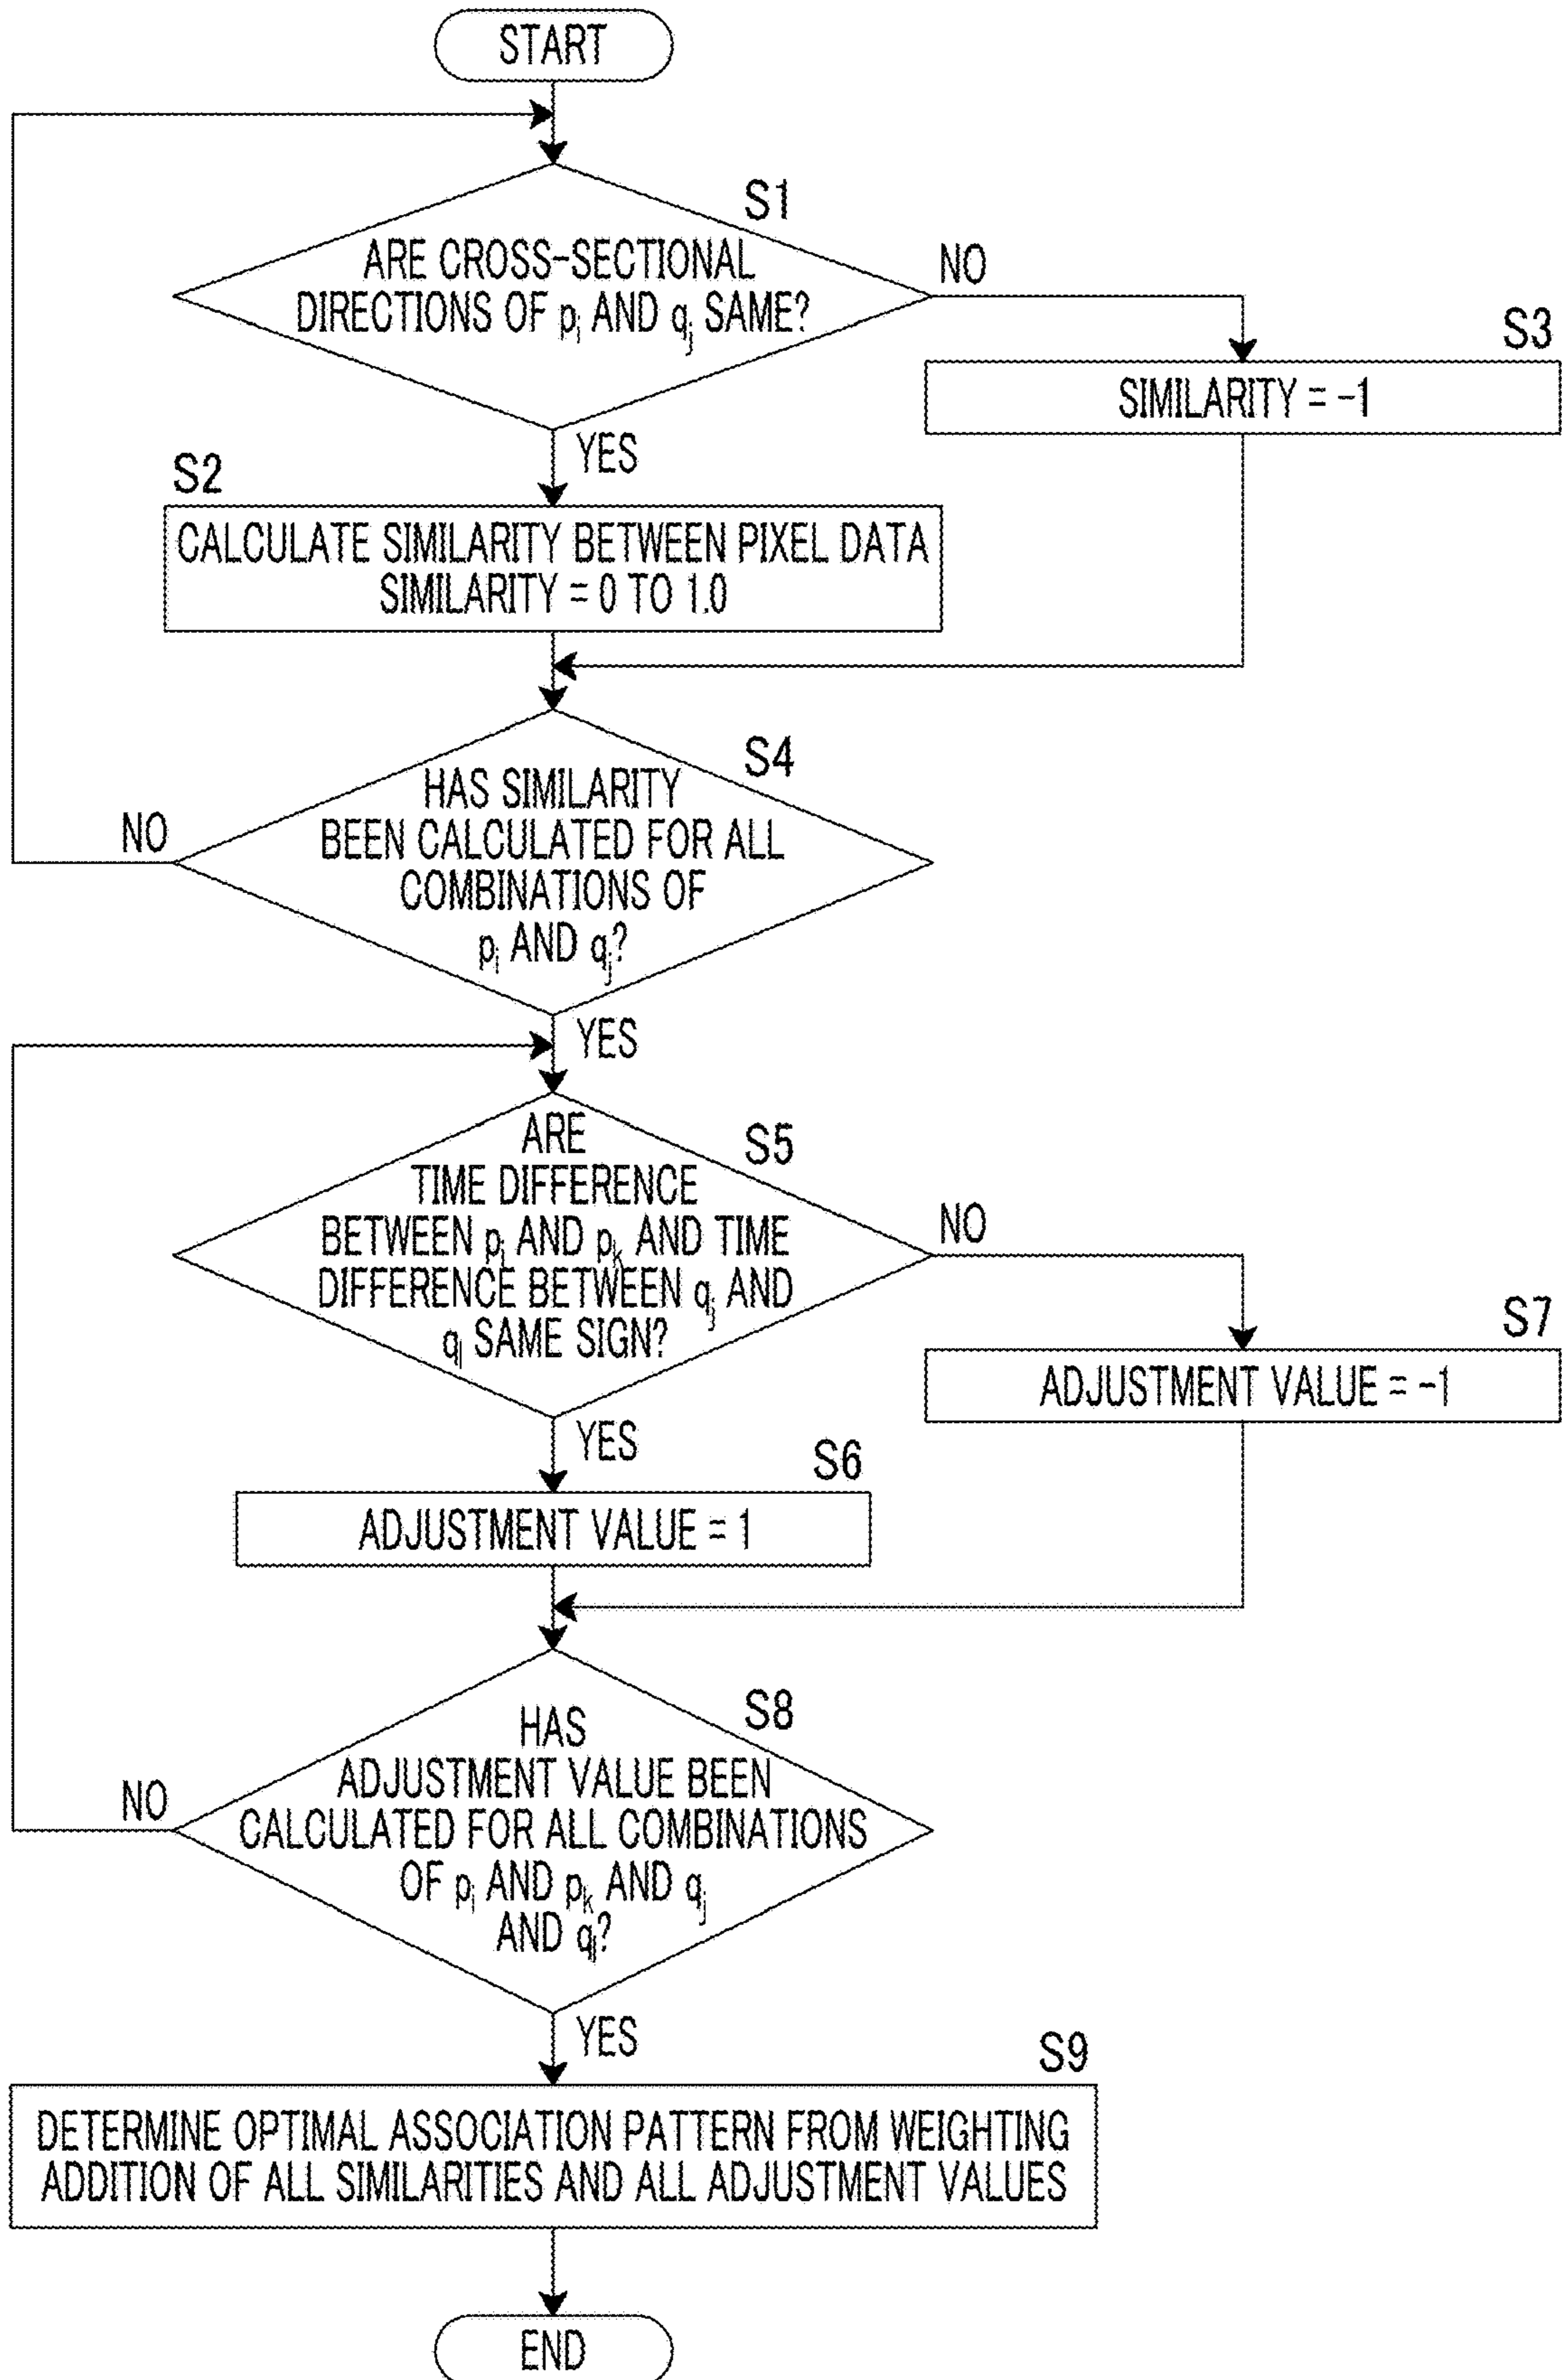 START
S1
ARE CROSS-SECTIONAL
DIRECTIONS OF pi AND qj SAME?
NO
S3
SIMILARITY = -1
YES
S2
CALCULATE SIMILARITY BETWEEN PIXEL DATA
SIMILARITY = 0 TO 1.0
S4
HAS SIMILARITY
BEEN CALCULATED FOR ALL
COMBINATIONS OF
pi AND qj?
NO
YES
S5
ARE
TIME DIFFERENCE
BETWEEN pi AND pk AND TIME
DIFFERENCE BETWEEN qj AND
ql SAME SIGN?
NO
S7
ADJUSTMENT VALUE = -1
YES
S6
ADJUSTMENT VALUE = 1
S8
HAS
ADJUSTMENT VALUE BEEN
CALCULATED FOR ALL COMBINATIONS
OF pi AND pk AND qj
AND ql?
NO
YES
S9
DETERMINE OPTIMAL ASSOCIATION PATTERN FROM WEIGHTING
ADDITION OF ALL SIMILARITIES AND ALL ADJUSTMENT VALUES
END